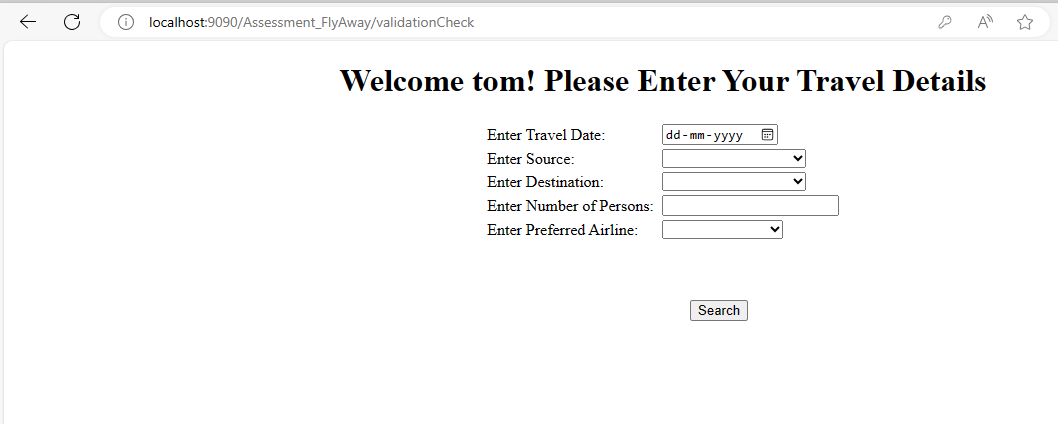 localhost:9090/Assessment_FlyAway/validationCheck
Welcome tom! Please Enter Your Travel Details
Enter Travel Date: dd-mm-yyyy
Enter Source:
Enter Destination:
Enter Number of Persons:
Enter Preferred Airline:
Search